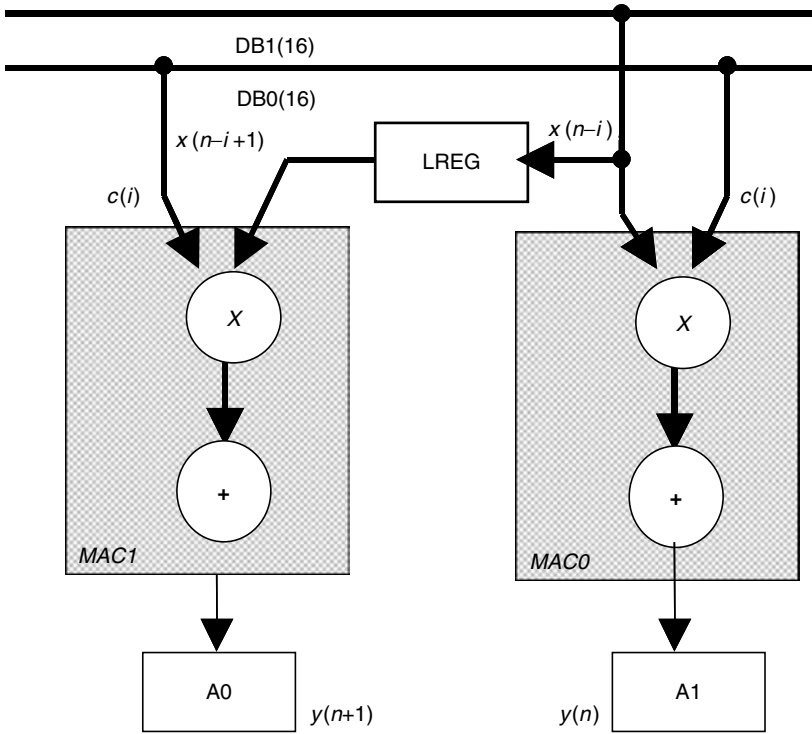 DB1(16)
DB0(16)
x(n–i+1)
LREG
x(n–i)
c(i)
c(i)
X
X
+
+
MAC1
MAC0
A0
y(n+1)
y(n)
A1